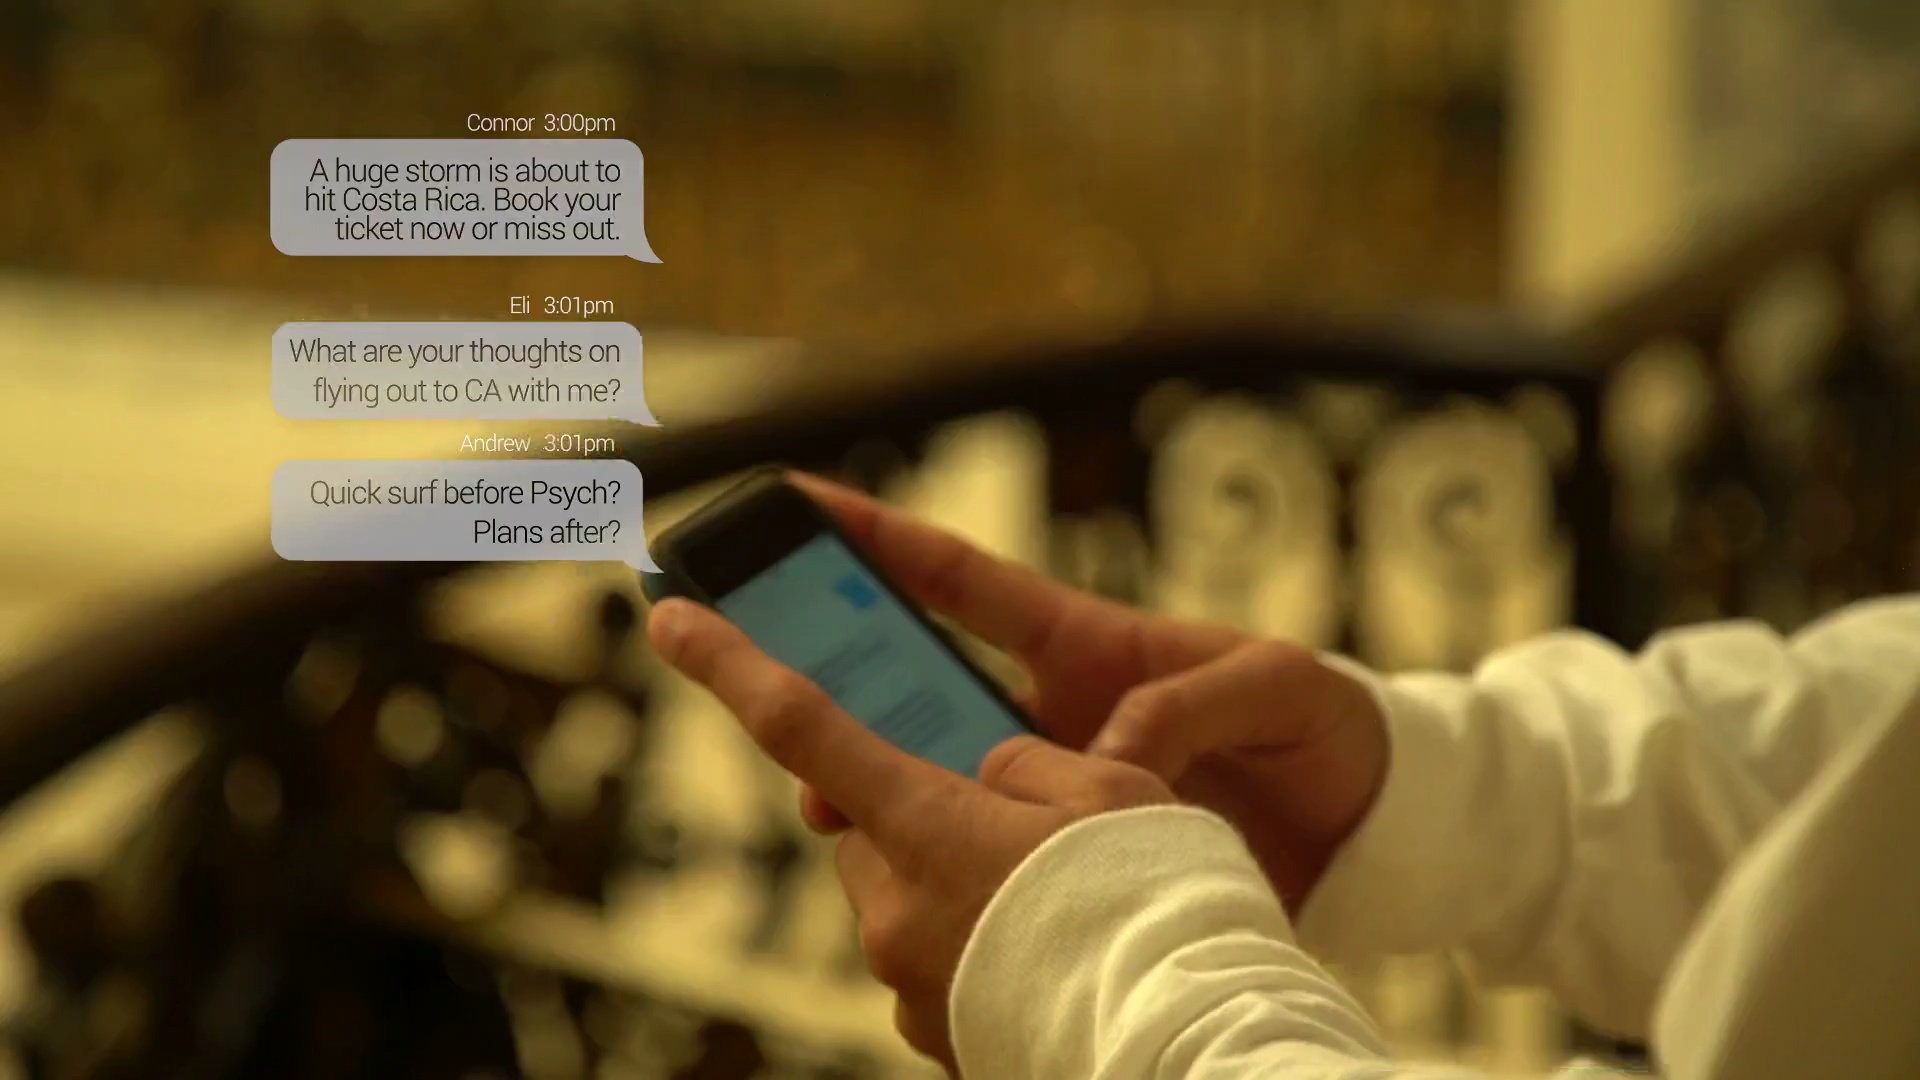 Connor 3:00pm
A huge storm is about to
hit Costa Rica. Book your
ticket now or miss out.
Eli 3:01pm
What are your thoughts on
flying out to CA with me?
Andrew 3:01pm
Quick surf before Psych?
Plans after?